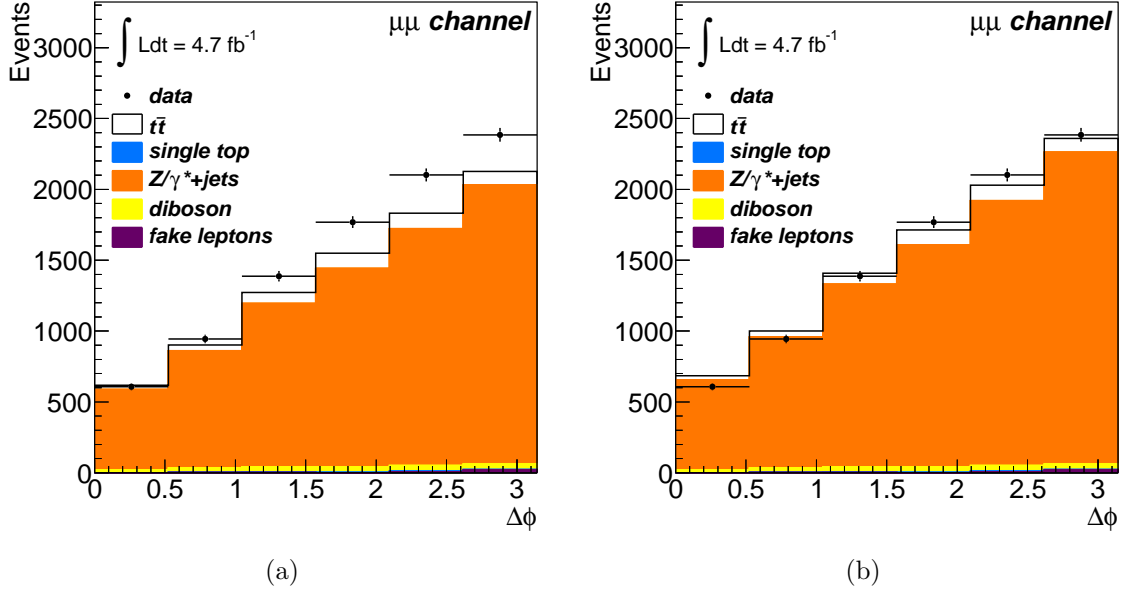 Events
3000
2500
2000
1500
1000
500
0
μμ channel
∫ Ldt = 4.7 fb⁻¹
data
tt̄
single top
Z/γ*+jets
diboson
fake leptons
0 0.5 1 1.5 2 2.5 3
Δϕ
(a)
Events
3000
2500
2000
1500
1000
500
0
μμ channel
∫ Ldt = 4.7 fb⁻¹
data
tt̄
single top
Z/γ*+jets
diboson
fake leptons
0 0.5 1 1.5 2 2.5 3
Δϕ
(b)